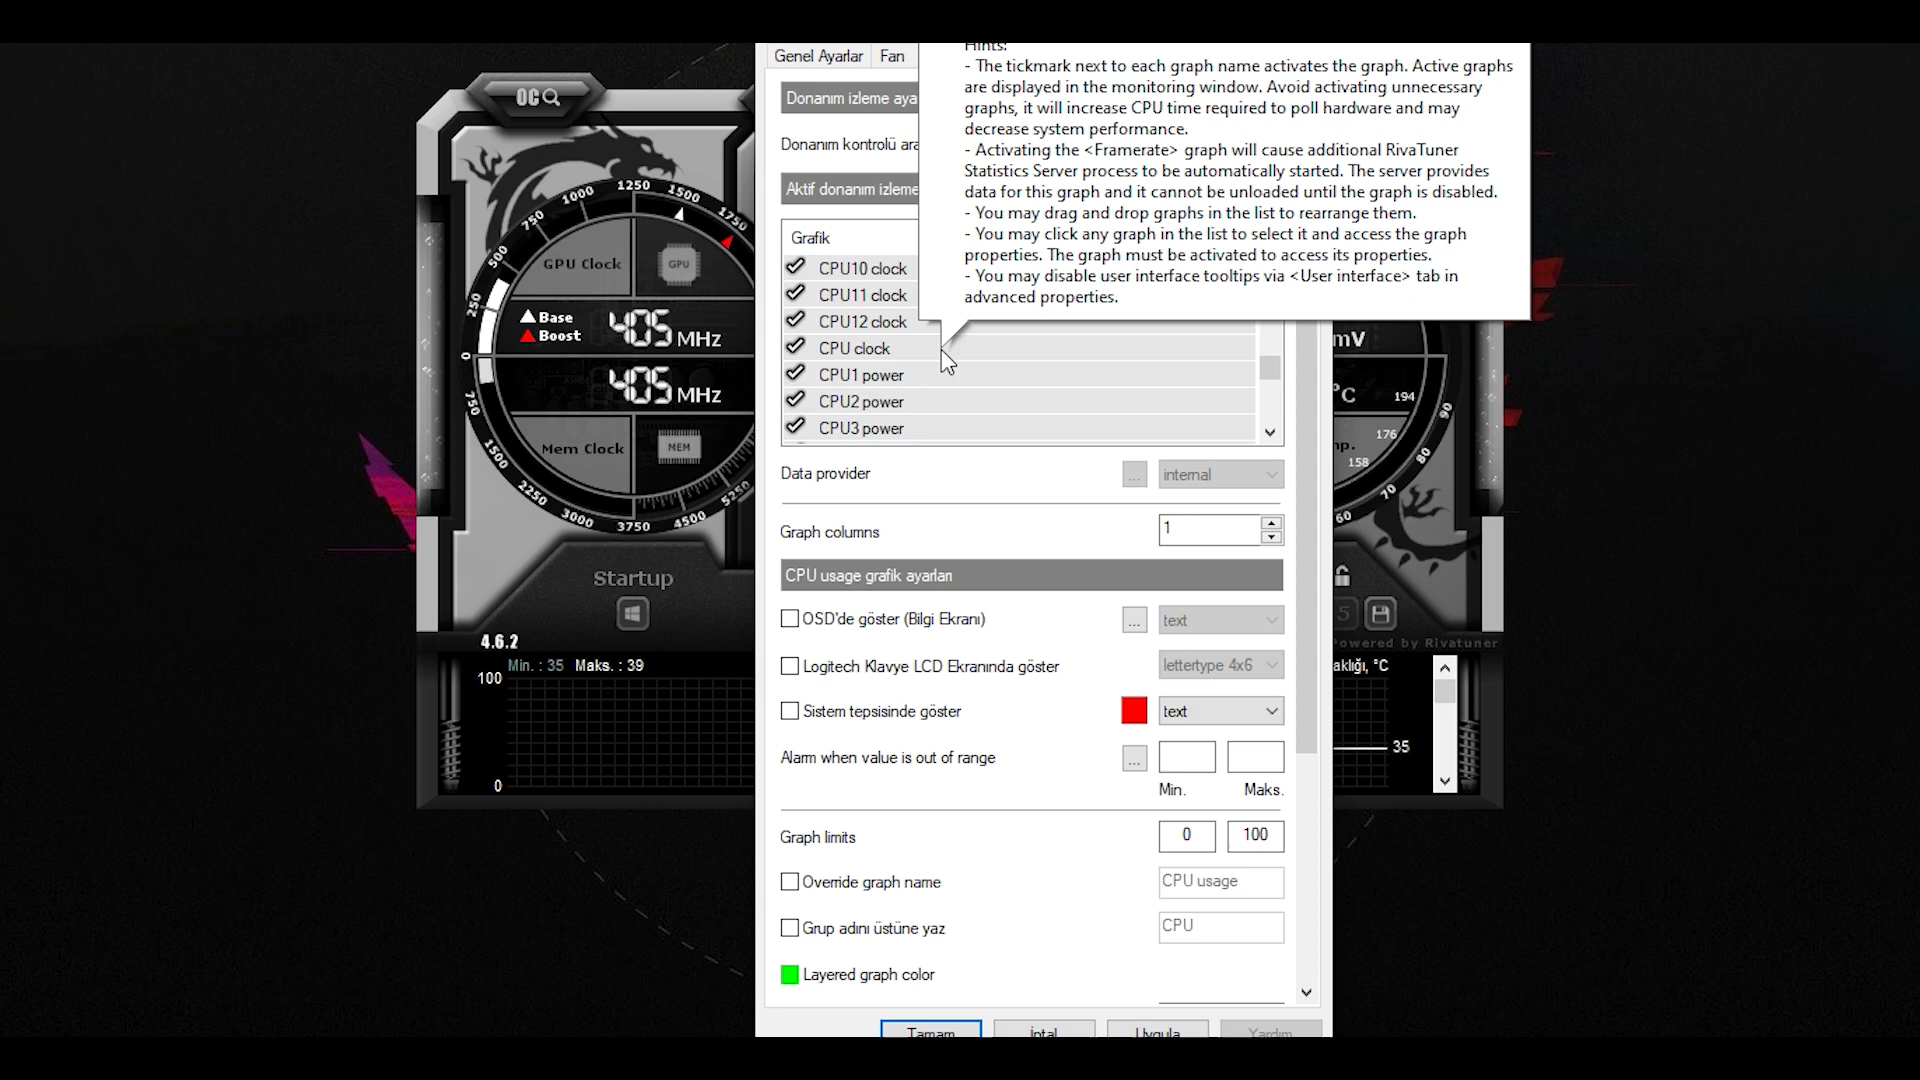 Genel Ayarlar
Fan
Hints:
- The tickmark next to each graph name activates the graph. Active graphs
are displayed in the monitoring window. Avoid activating unnecessary
graphs, it will increase CPU time required to poll hardware and may
decrease system performance.
- Activating the <Framerate> graph will cause additional RivaTuner
Statistics Server process to be automatically started. The server provides
data for this graph and it cannot be unloaded until the graph is disabled.
- You may drag and drop graphs in the list to rearrange them.
- You may click any graph in the list to select it and access the graph
properties. The graph must be activated to access its properties.
- You may disable user interface tooltips via <User interface> tab in
advanced properties.
OC
Donanım izleme aya
Donanım kontrolü ara
Aktif donanım izleme
Grafik
CPU10 clock
CPU11 clock
CPU12 clock
CPU clock
CPU1 power
CPU2 power
CPU3 power
Data provider
...
internal
Graph columns
1
CPU usage grafik ayarları
OSD'de göster (Bilgi Ekranı)
...
text
Logitech Klavye LCD Ekranında göster
lettertype 4x6
Sistem tepsisinde göster
text
Alarm when value is out of range
...
Min.
Maks.
Graph limits
0
100
Override graph name
CPU usage
Grup adını üstüne yaz
CPU
Layered graph color
Tamam
İptal
Uygula
Yardım
0
250
500
750
1000
1250
1500
1750
GPU Clock
GPU
Base
Boost
405 MHz
405 MHz
Mem Clock
MEM
750
1500
2250
3000
3750
4500
5250
Startup
4.6.2
Min. : 35 Maks. : 39
100
0
mV
°C
194
176
158
mp.
90
80
70
60
5
Powered by Rivatuner
aklığı, °C
35